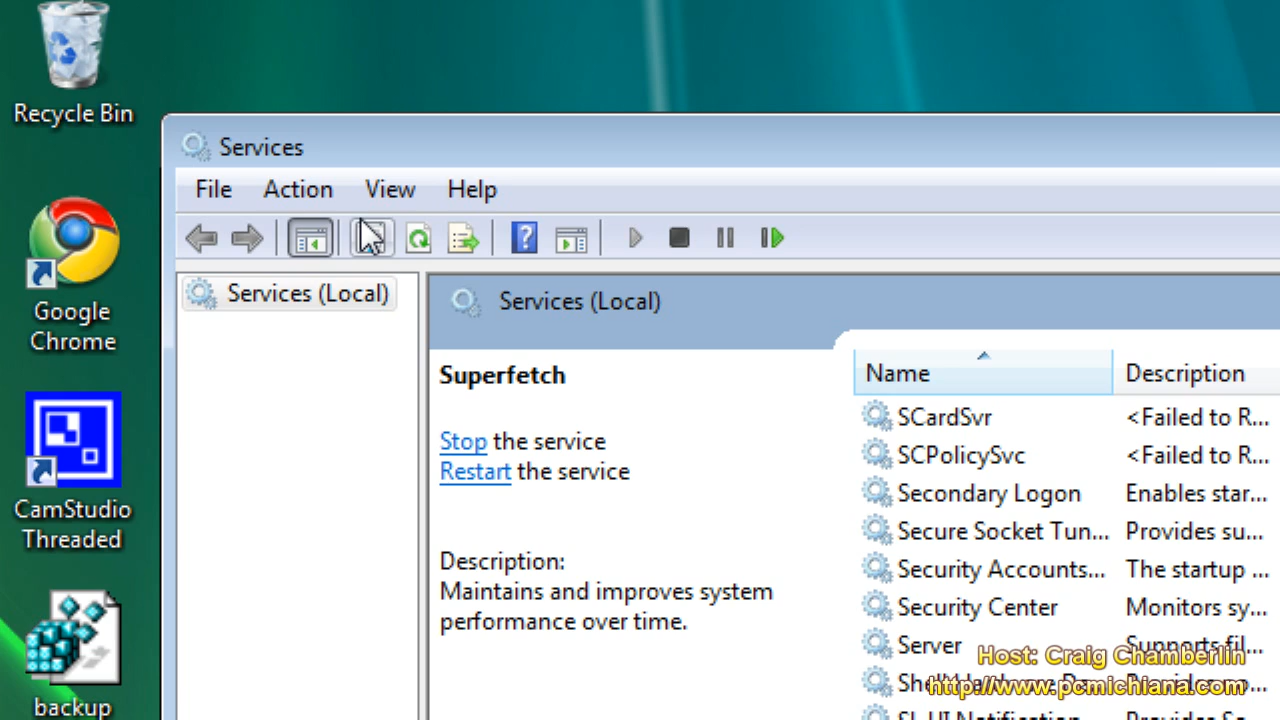 Recycle Bin
Services
File Action View Help
Services (Local)
Services (Local)
Google
Chrome
Superfetch
Stop the service
Restart the service
Description:
Maintains and improves system
performance over time.
CamStudio
Threaded
backup
Name Description
SCardSvr <Failed to R...
SCPolicySvc <Failed to R...
Secondary Logon Enables star...
Secure Socket Tun... Provides su...
Security Accounts... The startup ...
Security Center Monitors sy...
Server Supports fil...
Host: Craig Chamberlin
http://www.pcmichiana.com